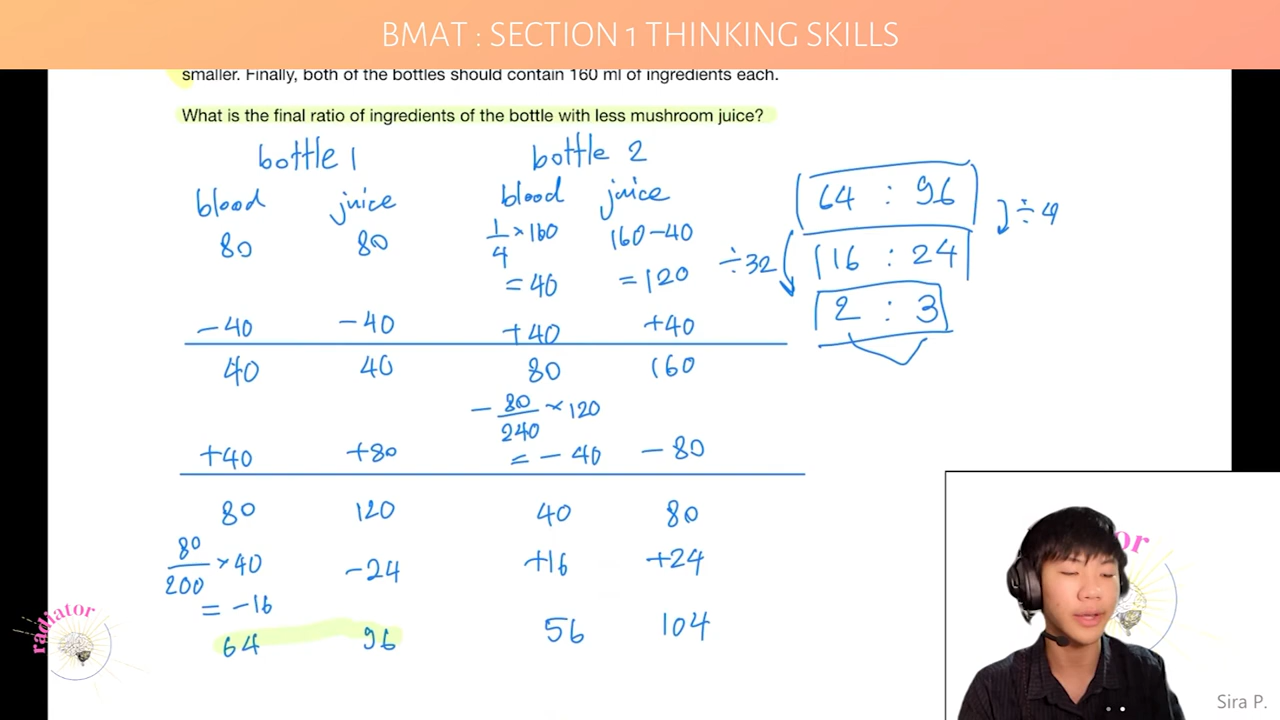 BMAT : SECTION 1 THINKING SKILLS
smaller. Finally, both of the bottles should contain 160 ml of ingredients each.
What is the final ratio of ingredients of the bottle with less mushroom juice?
bottle 1 bottle 2
blood juice blood juice
80 80 1/4 × 160 160 - 40
= 40 = 120
- 40 - 40 + 40 + 40
40 40 80 160
- 80/240 × 120
+ 40 + 80 = - 40 - 80
80 120 40 80
80/200 × 40 - 24 + 16 + 24
= - 16
64 96 56 104
64 : 96
÷ 4
÷ 32
16 : 24
2 : 3
radiator
Sira P.